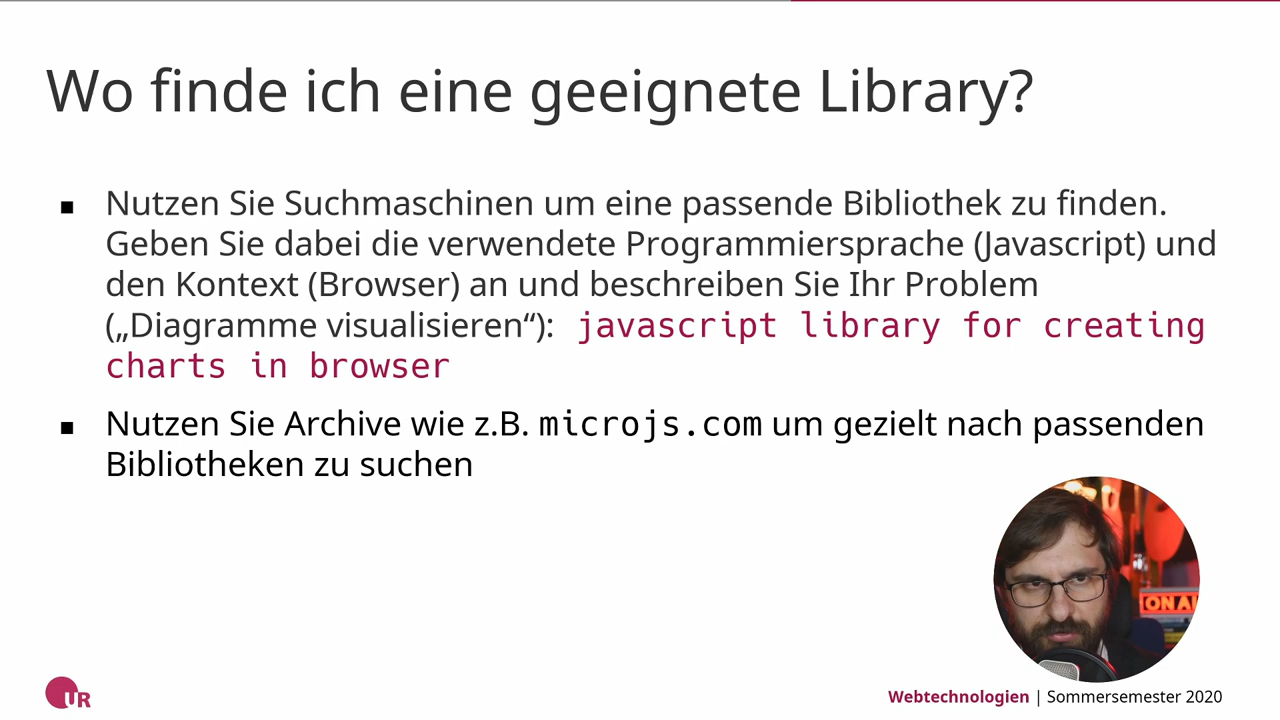 Wo finde ich eine geeignete Library?
Nutzen Sie Suchmaschinen um eine passende Bibliothek zu finden.
Geben Sie dabei die verwendete Programmiersprache (Javascript) und
den Kontext (Browser) an und beschreiben Sie Ihr Problem
(„Diagramme visualisieren“): javascript library for creating
charts in browser
Nutzen Sie Archive wie z.B. microjs.com um gezielt nach passenden
Bibliotheken zu suchen
ON A
UR
Webtechnologien | Sommersemester 2020